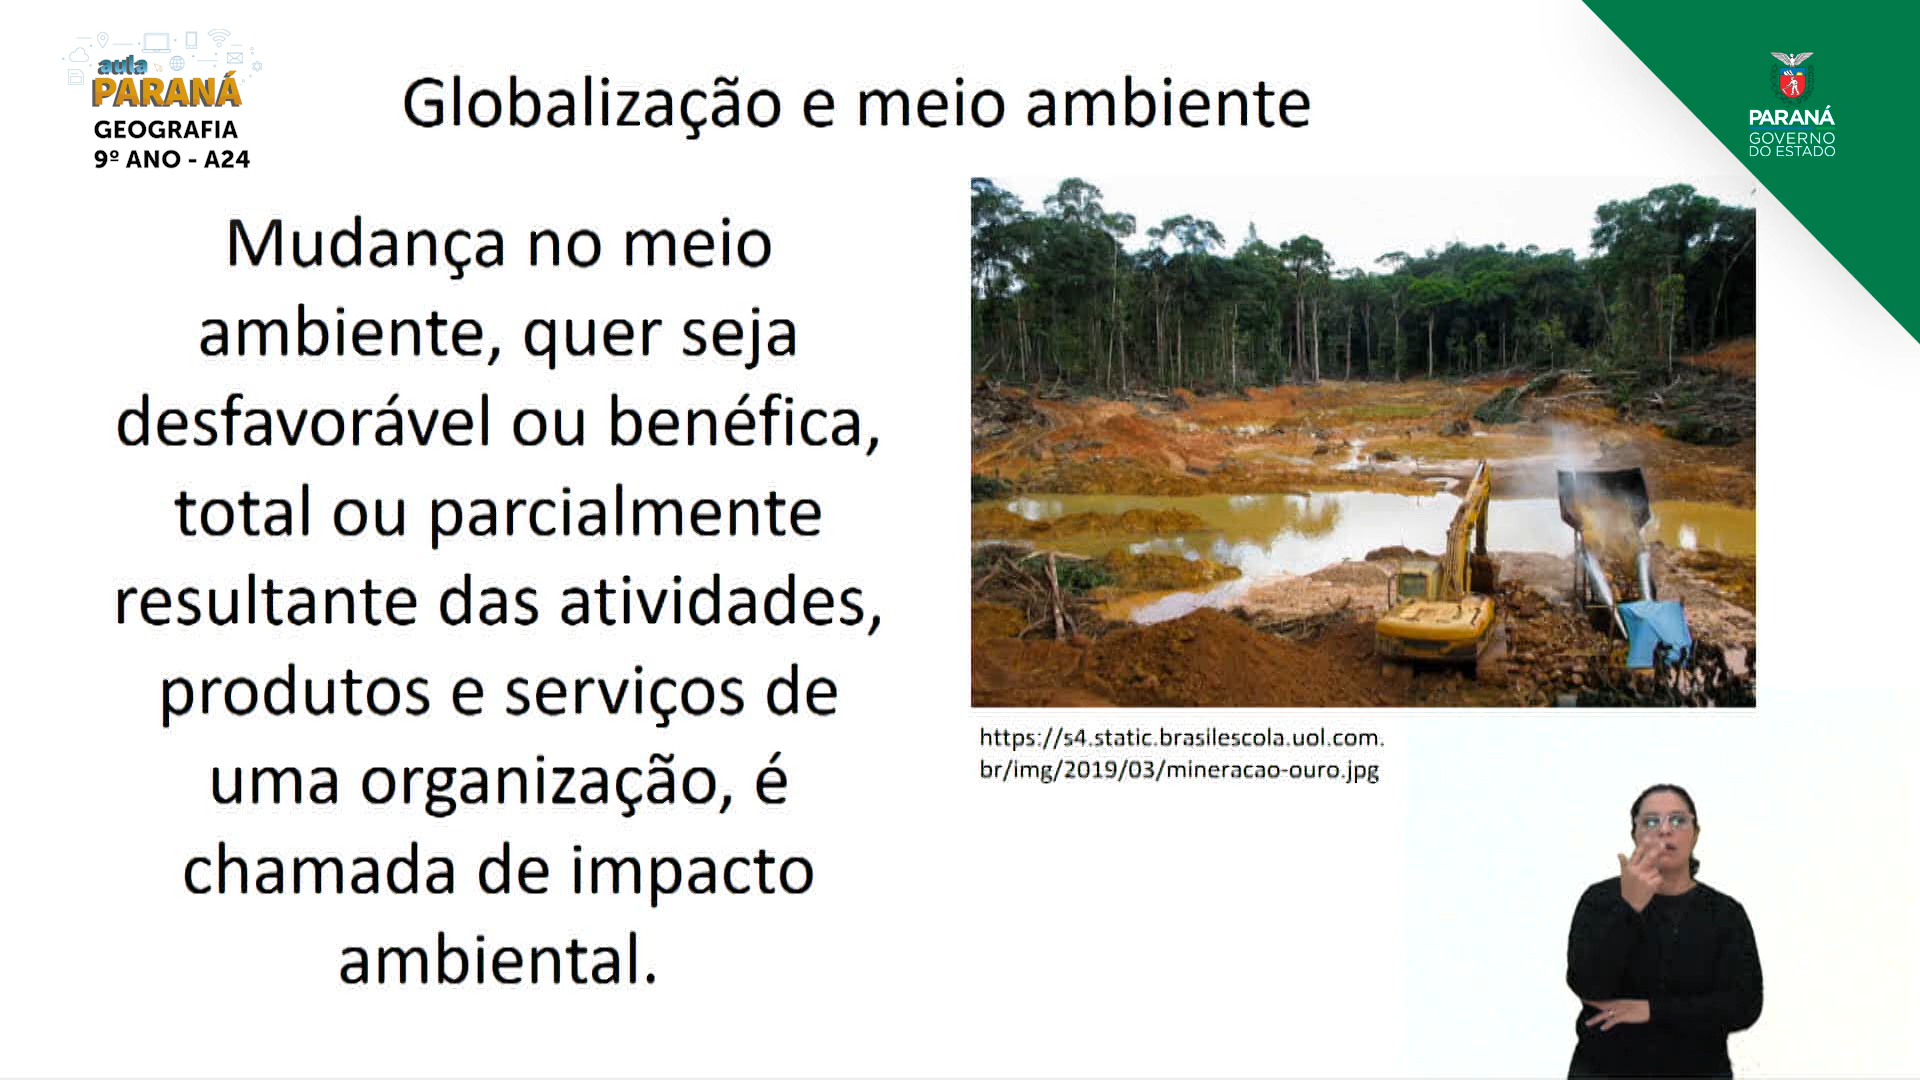 aula
PARANÁ
GEOGRAFIA
9º ANO - A24
Globalização e meio ambiente
PARANÁ
GOVERNO
DO ESTADO
Mudança no meio
ambiente, quer seja
desfavorável ou benéfica,
total ou parcialmente
resultante das atividades,
produtos e serviços de
uma organização, é
chamada de impacto
ambiental.
https://s4.static.brasilescola.uol.com.
br/img/2019/03/mineracao-ouro.jpg